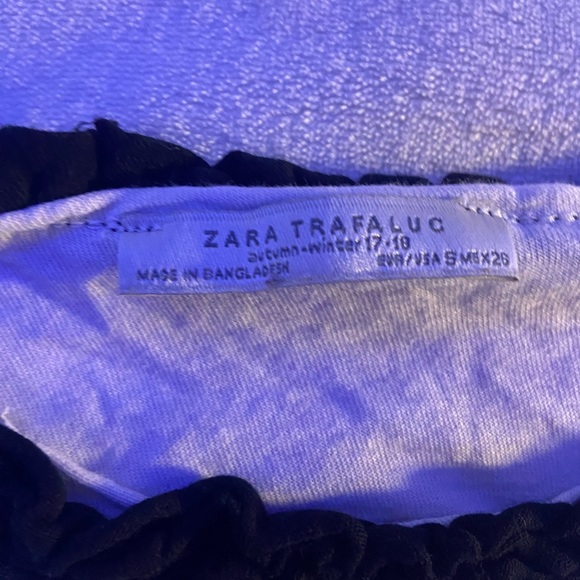 ZARA TRAFALUC
autumn-winter 17-18
MADE IN BANGLADESH
EUR/USA S MEX 26